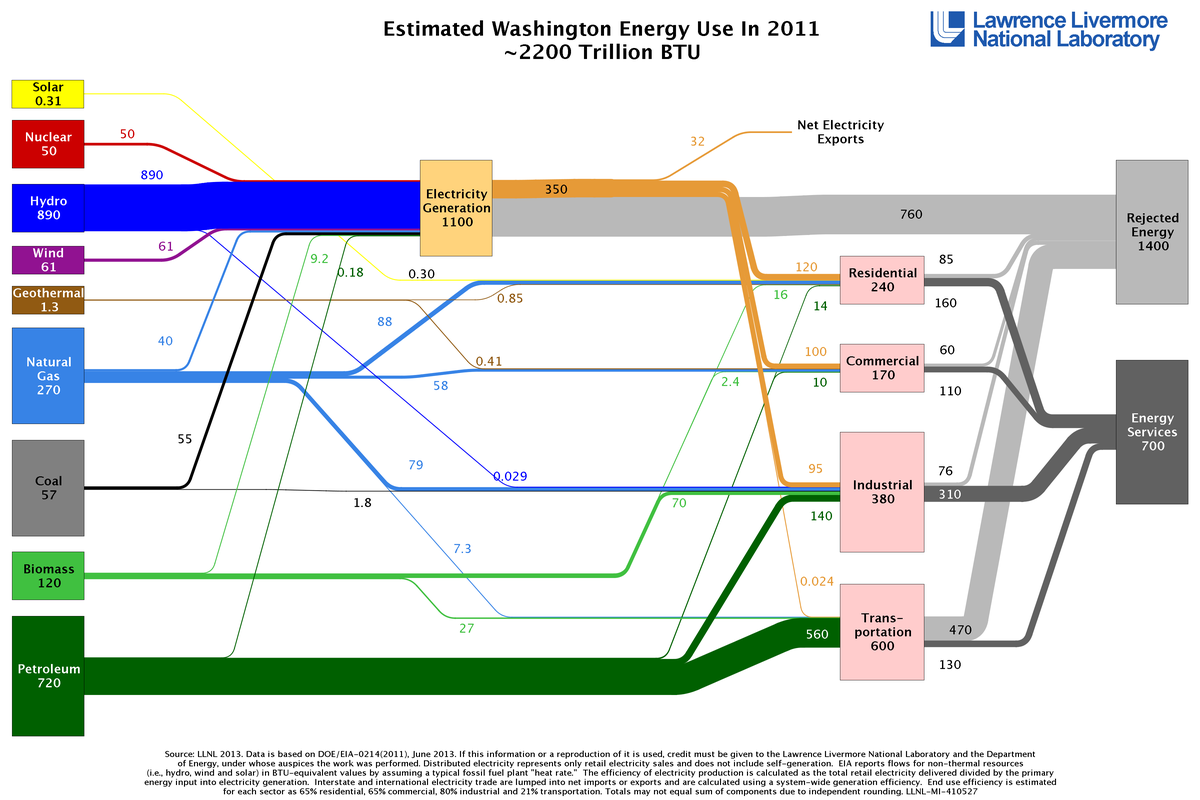 Estimated Washington Energy Use In 2011
~2200 Trillion BTU
Lawrence Livermore
National Laboratory
Solar
0.31
Nuclear
50
50
Hydro
890
890
Wind
61
61
Geothermal
1.3
Natural
Gas
270
40
Coal
57
55
Biomass
120
Petroleum
720
9.2
0.18
0.30
0.85
88
0.41
58
79
0.029
1.8
7.3
70
27
Electricity
Generation
1100
350
32
Net Electricity
Exports
760
120
16
14
100
2.4
10
95
140
0.024
560
Residential
240
85
160
Commercial
170
60
110
Industrial
380
76
310
Trans-
portation
600
470
130
Rejected
Energy
1400
Energy
Services
700
Source: LLNL 2013. Data is based on DOE/EIA-0214(2011), June 2013. If this information or a reproduction of it is used, credit must be given to the Lawrence Livermore National Laboratory and the Department
of Energy, under whose auspices the work was performed. Distributed electricity represents only retail electricity sales and does not include self-generation. EIA reports flows for non-thermal resources
(i.e., hydro, wind and solar) in BTU-equivalent values by assuming a typical fossil fuel plant "heat rate." The efficiency of electricity production is calculated as the total retail electricity delivered divided by the primary
energy input into electricity generation. Interstate and international electricity trade are lumped into net imports or exports and are calculated using a system-wide generation efficiency. End use efficiency is estimated
for each sector as 65% residential, 65% commercial, 80% industrial and 21% transportation. Totals may not equal sum of components due to independent rounding. LLNL-MI-410527